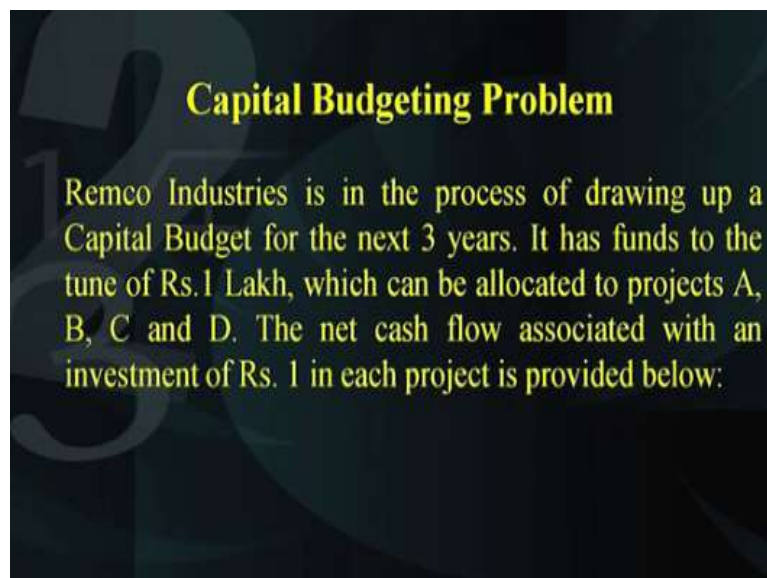 Capital Budgeting Problem
Remco Industries is in the process of drawing up a
Capital Budget for the next 3 years. It has funds to the
tune of Rs.1 Lakh, which can be allocated to projects A,
B, C and D. The net cash flow associated with an
investment of Rs. 1 in each project is provided below: